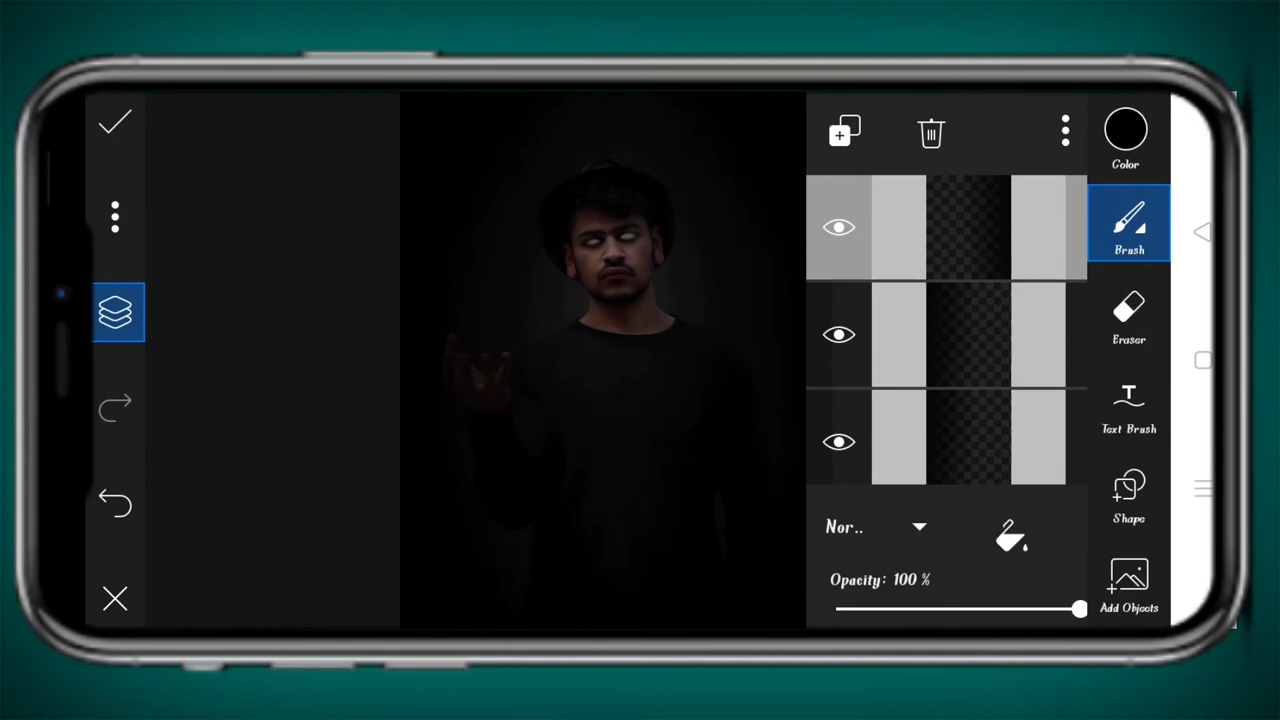 Color
Brush
Eraser
T
Text Brush
Shape
Nor..
Opacity: 100 %
Add Objects